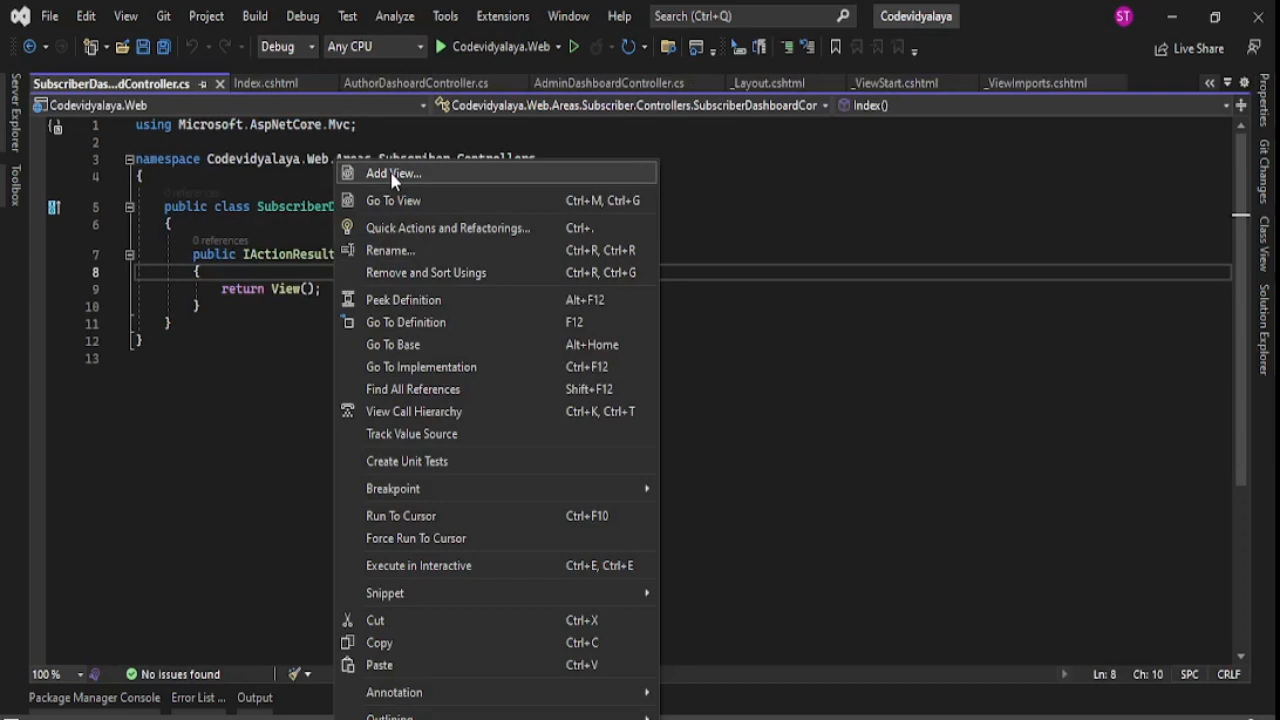 File Edit View Git Project Build Debug Test Analyze Tools Extensions Window Help Search (Ctrl+Q) Codevidyalaya ST
Debug Any CPU Codevidyalaya.Web Live Share
SubscriberDas...dController.cs Index.cshtml AuthorDashoardController.cs AdminDashboardController.cs _Layout.cshtml _ViewStart.cshtml _ViewImports.cshtml
Codevidyalaya.Web Codevidyalaya.Web.Areas.Subscriber.Controllers.SubscriberDashboardCor Index()
Server Explorer
Toolbox
1 using Microsoft.AspNetCore.Mvc;
2
3 namespace Codevidyalaya.Web.Areas.Subscriber.Controllers
4 {
0 references
5 public class SubscriberD
6 {
0 references
7 public IActionResult
8 {
9 return View();
10 }
11 }
12 }
13
Add View...
Go To View Ctrl+M, Ctrl+G
Quick Actions and Refactorings... Ctrl+.
Rename... Ctrl+R, Ctrl+R
Remove and Sort Usings Ctrl+R, Ctrl+G
Peek Definition Alt+F12
Go To Definition F12
Go To Base Alt+Home
Go To Implementation Ctrl+F12
Find All References Shift+F12
View Call Hierarchy Ctrl+K, Ctrl+T
Track Value Source
Create Unit Tests
Breakpoint
Run To Cursor Ctrl+F10
Force Run To Cursor
Execute in Interactive Ctrl+E, Ctrl+E
Snippet
Cut Ctrl+X
Copy Ctrl+C
Paste Ctrl+V
Annotation
Outlining
Properties
Git Changes
Class View
Solution Explorer
100 % No issues found Ln: 8 Ch: 10 SPC CRLF
Package Manager Console Error List ... Output